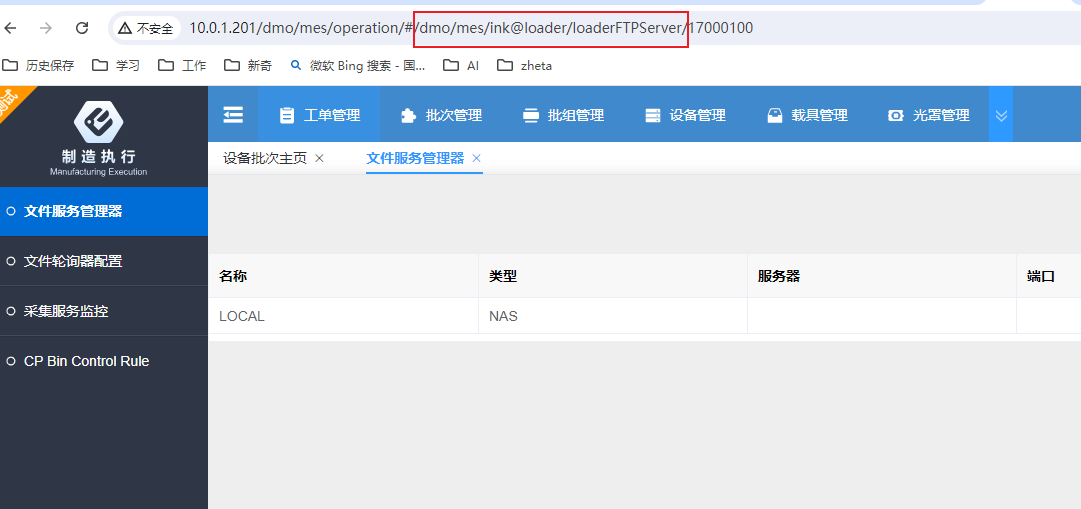 不安全 10.0.1.201/dmo/mes/operation/#/dmo/mes/ink@loader/loaderFTPServer/17000100
历史保存 学习 工作 新奇 微软 Bing 搜索 - 国... AI zheta
测试
制造执行
Manufacturing Execution
工单管理 批次管理 批组管理 设备管理 载具管理 光罩管理
设备批次主页 × 文件服务管理器 ×
文件服务管理器
文件轮询器配置
采集服务监控
CP Bin Control Rule
名称 类型 服务器 端口
LOCAL NAS